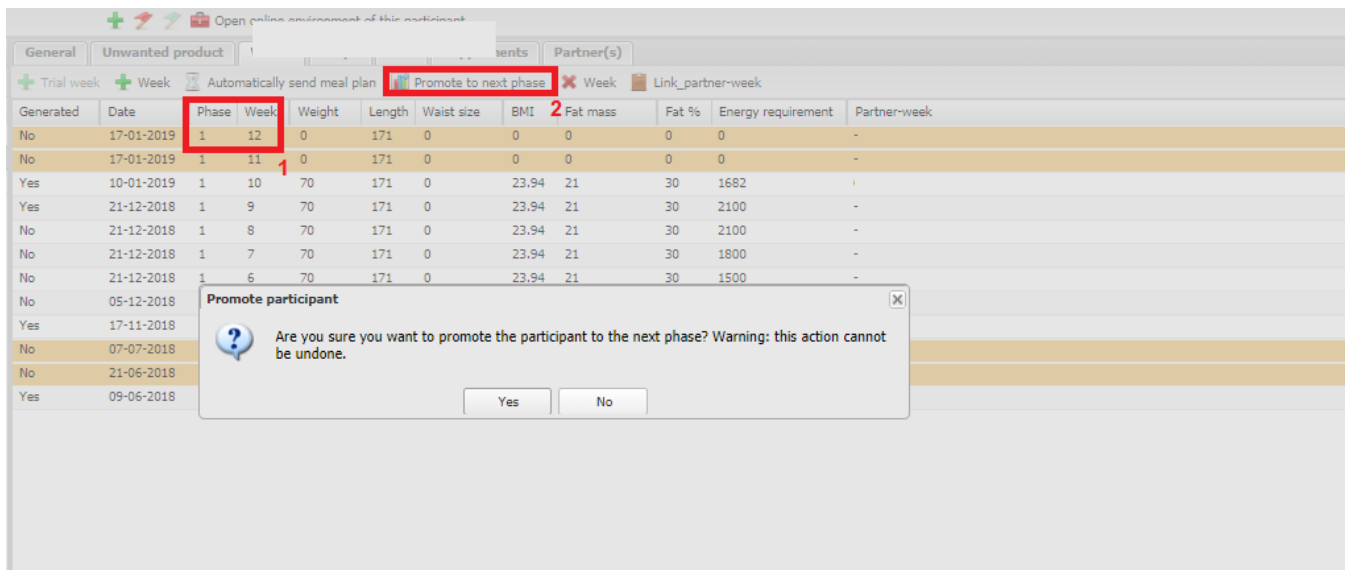 Open online environment of this participant
General Unwanted product Partner(s)
Trial week Week Automatically send meal plan Promote to next phase Week Link_partner-week
Generated Date Phase Week Weight Length Waist size BMI 2 Fat mass Fat % Energy requirement Partner-week
No 17-01-2019 1 12 0 171 0 0 0 0 0 -
No 17-01-2019 1 11 1 0 171 0 0 0 0 0 -
Yes 10-01-2019 1 10 70 171 0 23.94 21 30 1682
Yes 21-12-2018 1 9 70 171 0 23.94 21 30 2100 -
No 21-12-2018 1 8 70 171 0 23.94 21 30 2100 -
No 21-12-2018 1 7 70 171 0 23.94 21 30 1800 -
No 21-12-2018 1 6 70 171 0 23.94 21 30 1500 -
No 05-12-2018
Yes 17-11-2018
No 07-07-2018
No 21-06-2018
Yes 09-06-2018
Promote participant
Are you sure you want to promote the participant to the next phase? Warning: this action cannot
be undone.
Yes No